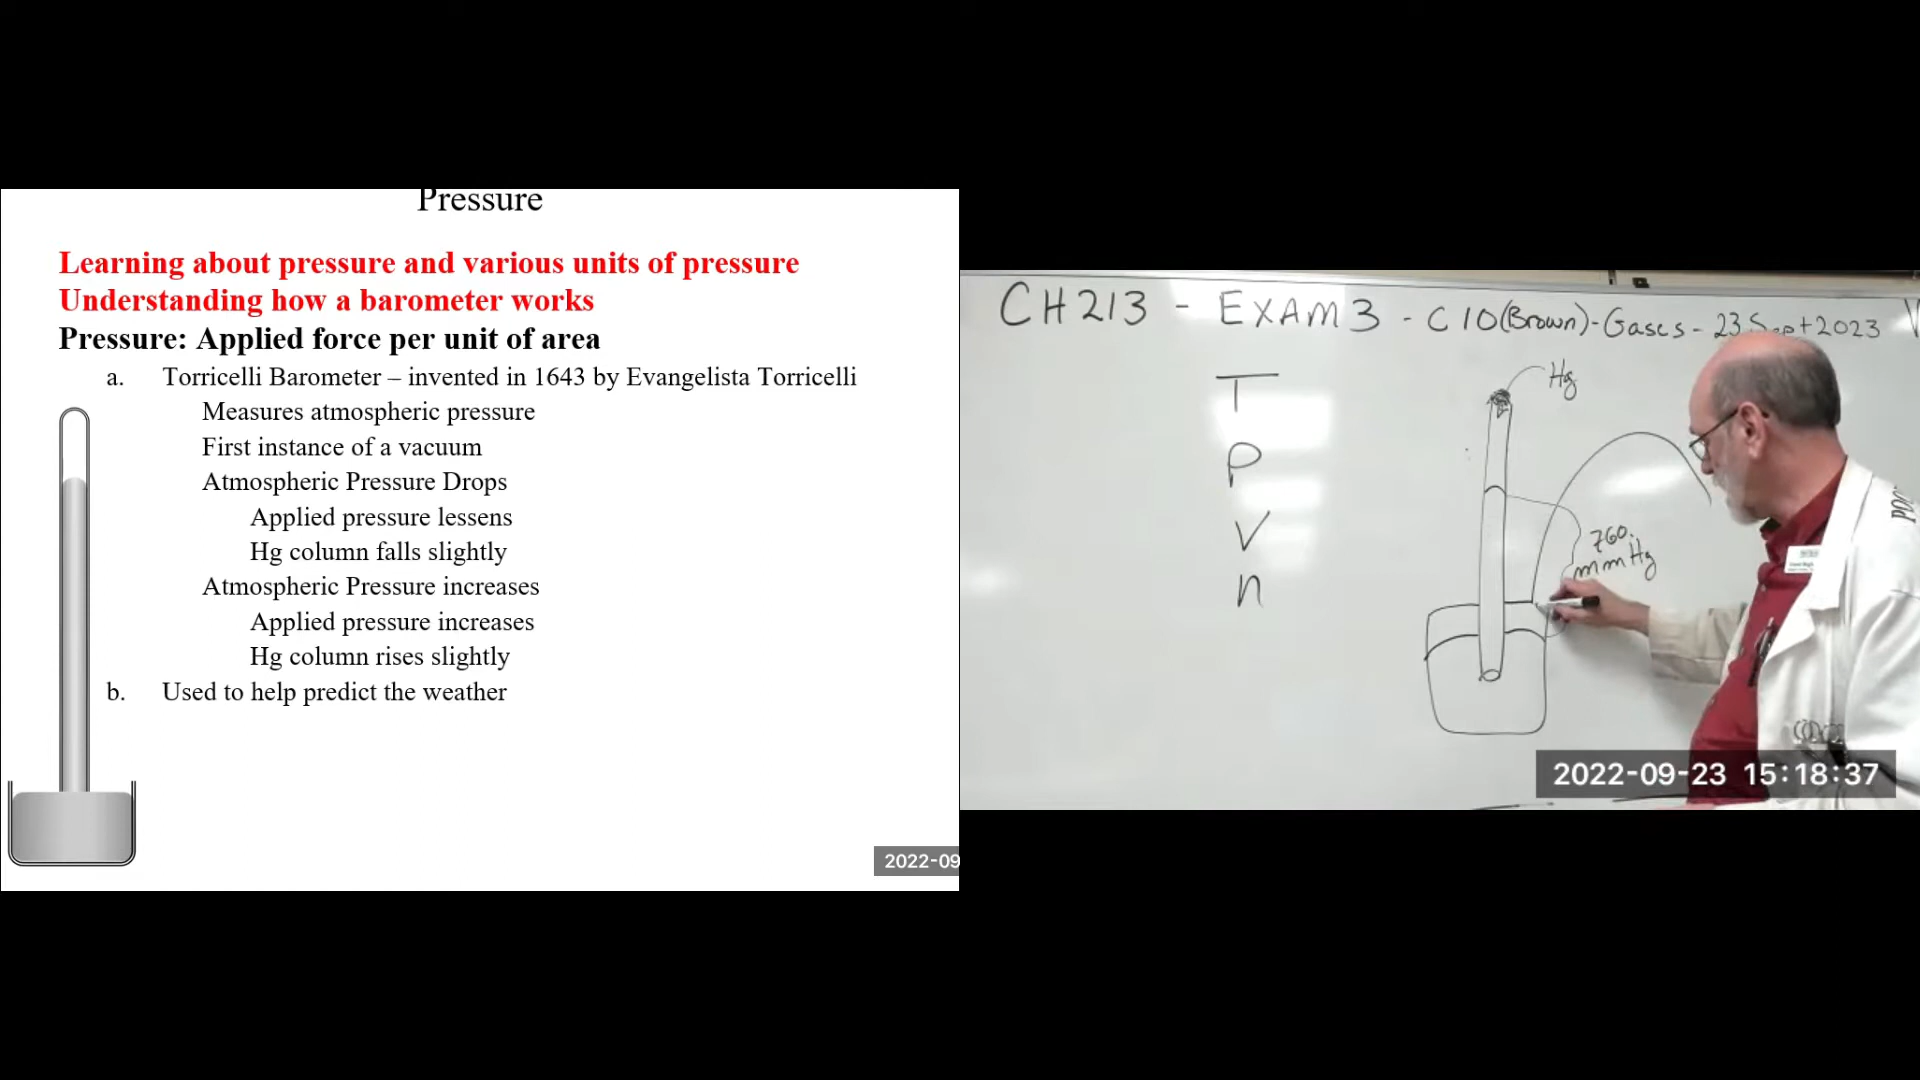 Pressure
Learning about pressure and various units of pressure
Understanding how a barometer works
Pressure: Applied force per unit of area
a. Torricelli Barometer – invented in 1643 by Evangelista Torricelli
Measures atmospheric pressure
First instance of a vacuum
Atmospheric Pressure Drops
Applied pressure lessens
Hg column falls slightly
Atmospheric Pressure increases
Applied pressure increases
Hg column rises slightly
b. Used to help predict the weather
2022-09
CH213 - EXAM3 - C10(Brown)-Gases - 23 Sept 2023
Hg
T
P
V
n
760.
mmHg
2022-09-23 15:18:37